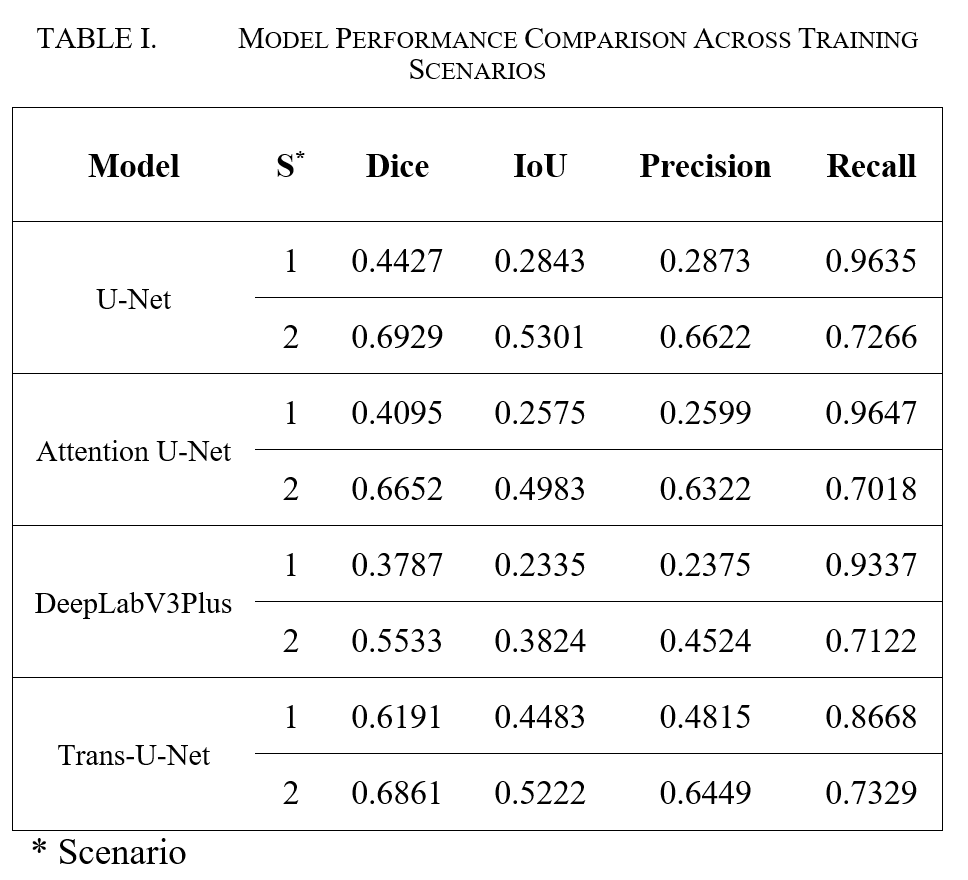 TABLE I. MODEL PERFORMANCE COMPARISON ACROSS TRAINING
SCENARIOS
Model S* Dice IoU Precision Recall
U-Net
1 0.4427 0.2843 0.2873 0.9635
2 0.6929 0.5301 0.6622 0.7266
Attention U-Net
1 0.4095 0.2575 0.2599 0.9647
2 0.6652 0.4983 0.6322 0.7018
DeepLabV3Plus
1 0.3787 0.2335 0.2375 0.9337
2 0.5533 0.3824 0.4524 0.7122
Trans-U-Net
1 0.6191 0.4483 0.4815 0.8668
2 0.6861 0.5222 0.6449 0.7329
* Scenario